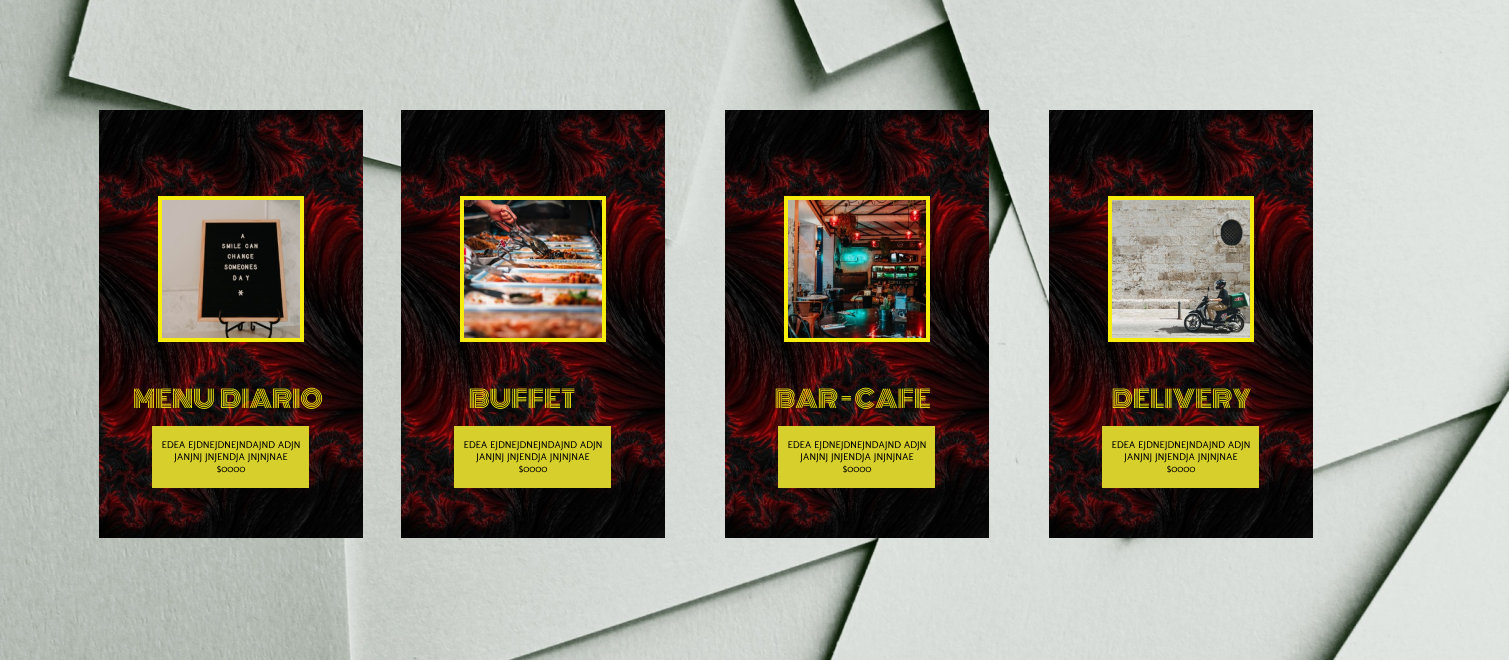 A
SMILE CAN
CHANGE
SOMEONES
DAY
*
MENU DIARIO
EDEA EJDNEJDNEJNDAJND ADJN
JANJNJ JNJENDJA JNJNJNAE
$0000
BUFFET
EDEA EJDNEJDNEJNDAJND ADJN
JANJNJ JNJENDJA JNJNJNAE
$0000
BAR-CAFE
EDEA EJDNEJDNEJNDAJND ADJN
JANJNJ JNJENDJA JNJNJNAE
$0000
DELIVERY
EDEA EJDNEJDNEJNDAJND ADJN
JANJNJ JNJENDJA JNJNJNAE
$0000